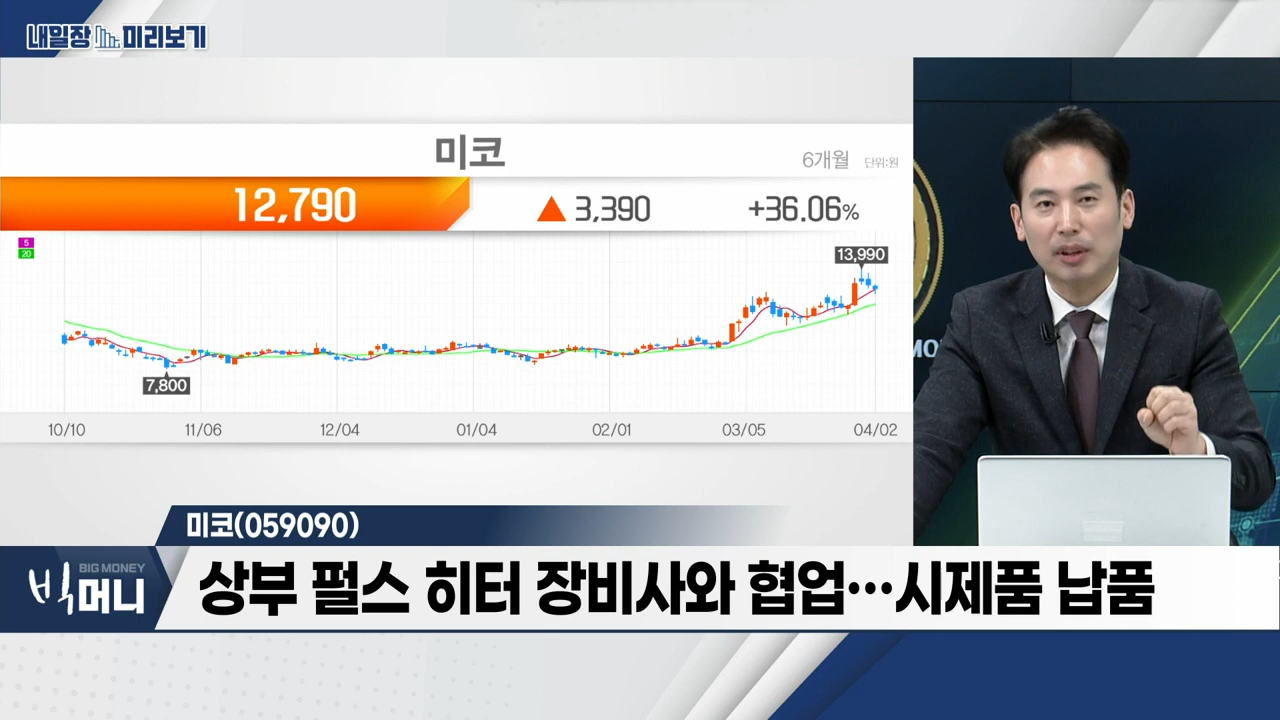 내일장 미리보기
미코
6개월 단위:원
12,790 ▲ 3,390 +36.06%
5
20
13,990
7,800
10/10 11/06 12/04 01/04 02/01 03/05 04/02
미코(059090)
BIG MONEY
빅머니
상부 펄스 히터 장비사와 협업…시제품 납품